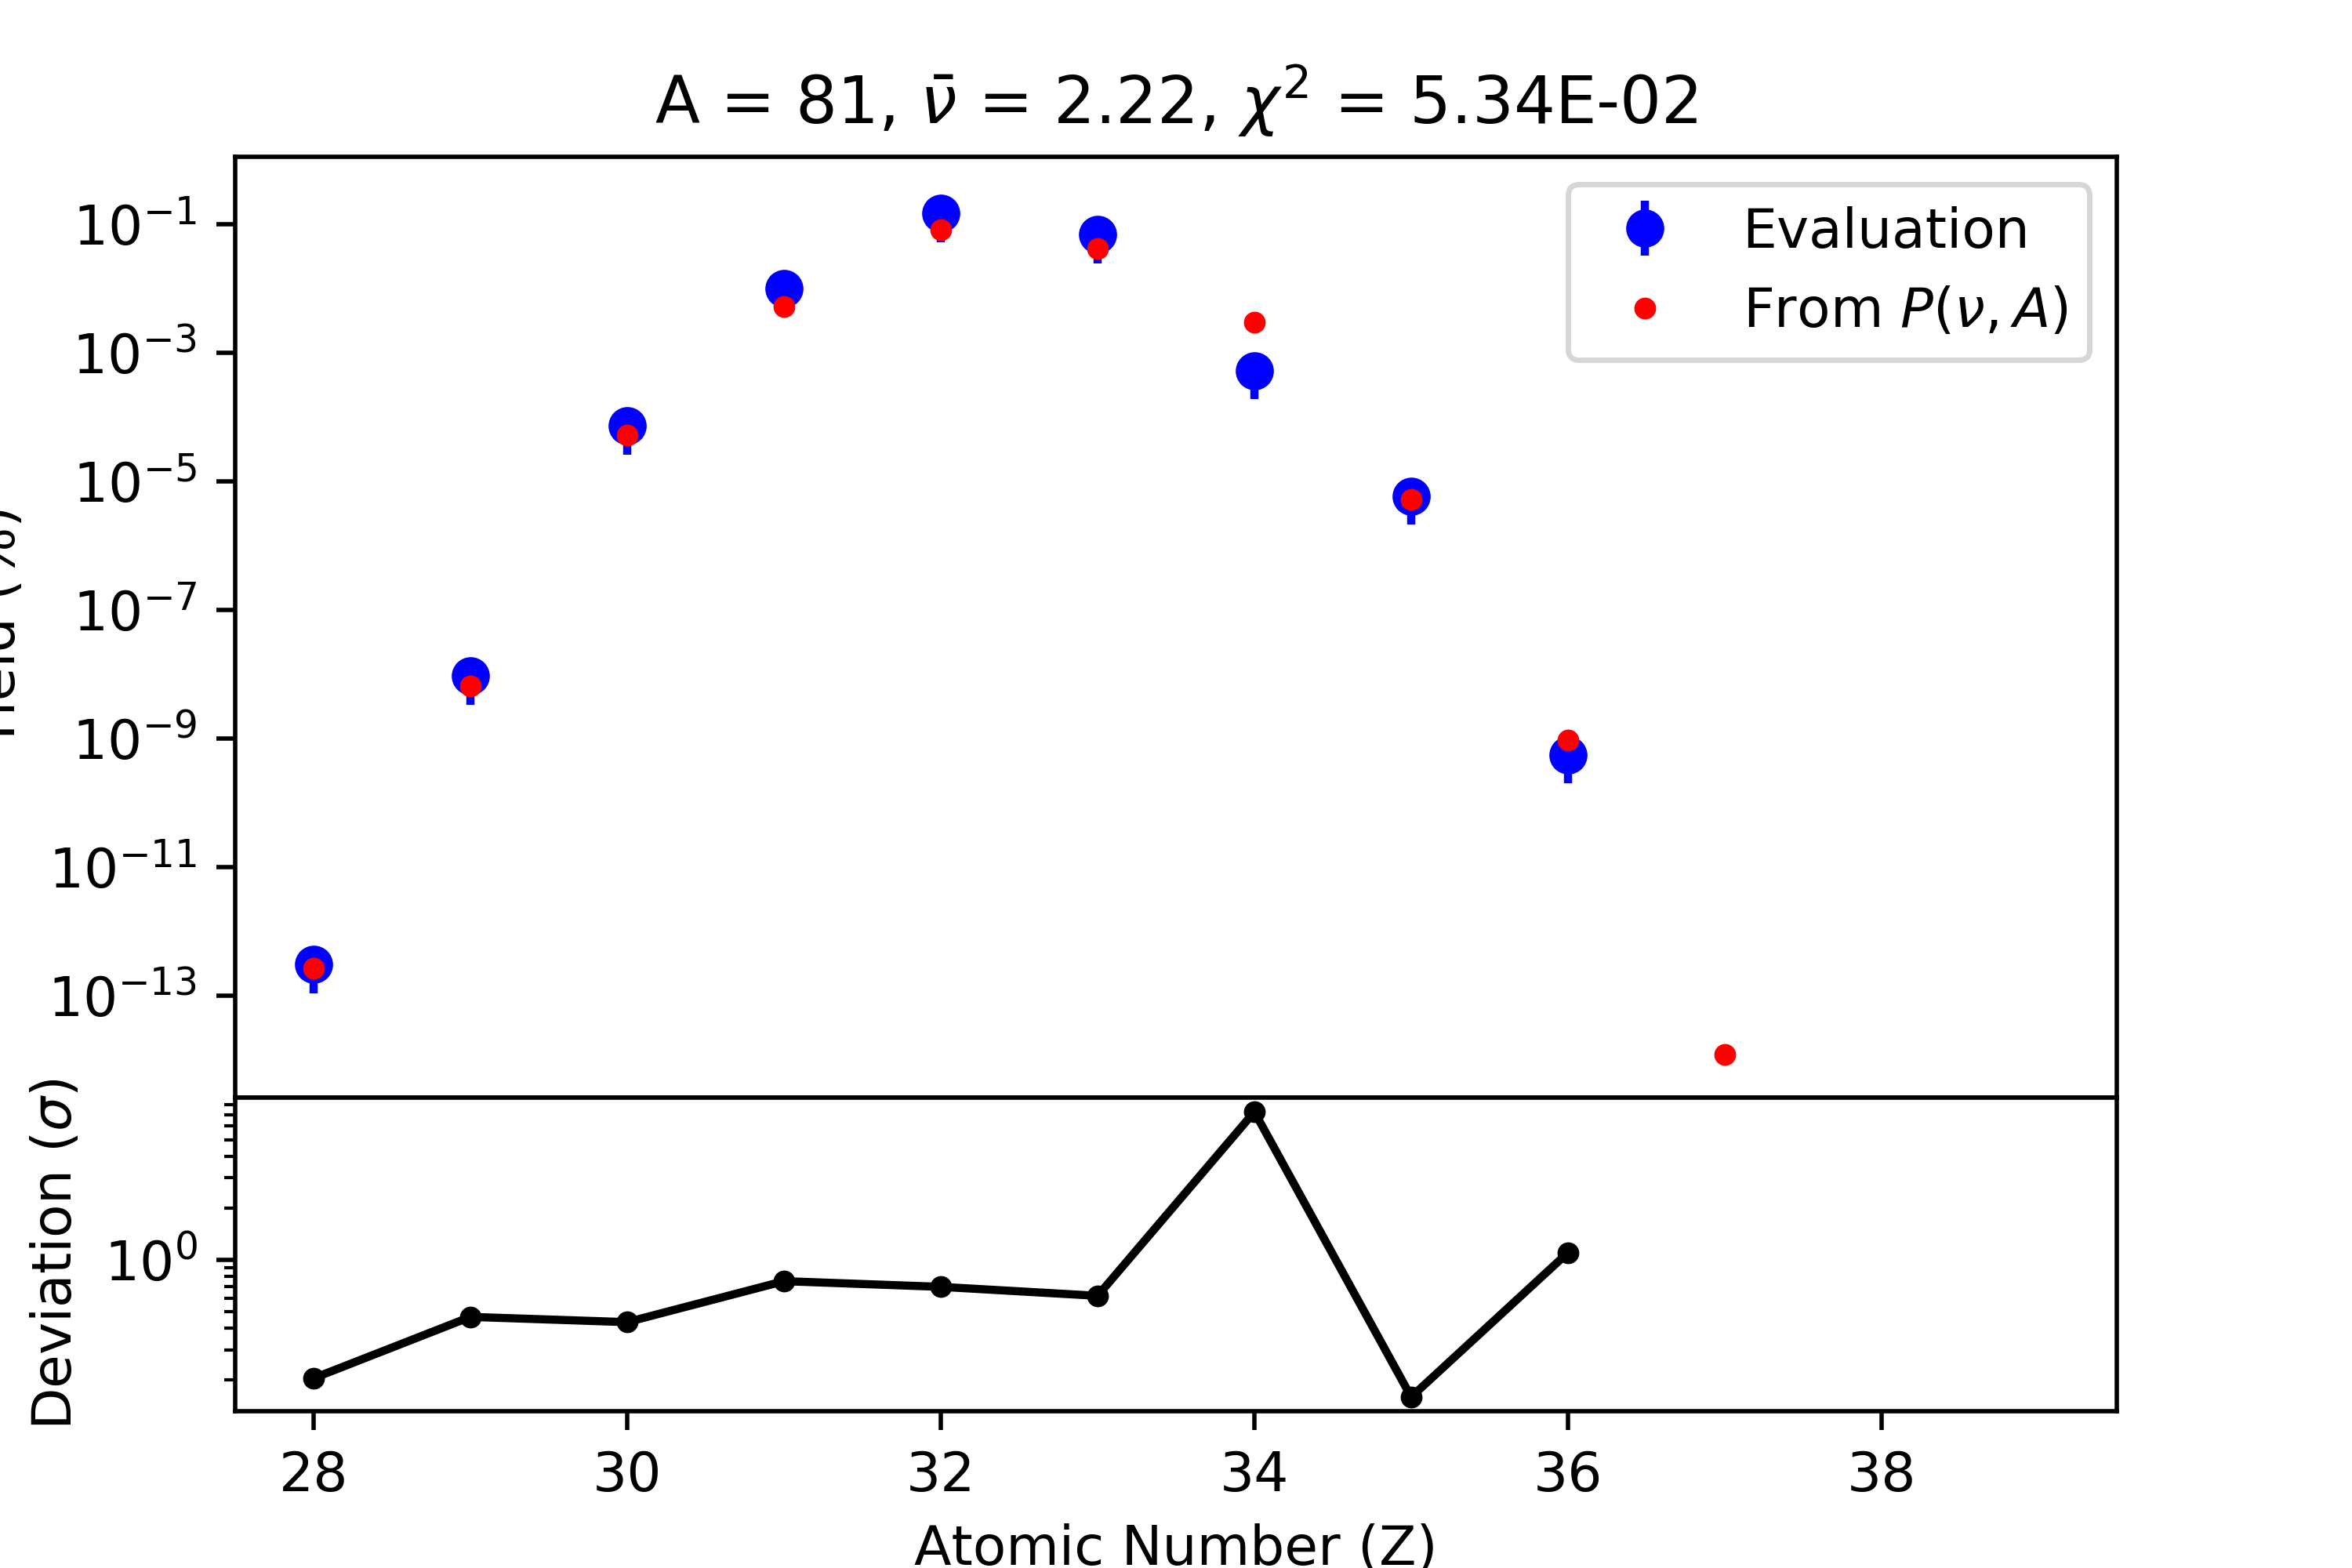 A = 81, ν̄ = 2.22, χ² = 5.34E-02
Evaluation
From P(ν, A)
10⁻¹
10⁻³
10⁻⁵
10⁻⁷
10⁻⁹
10⁻¹¹
10⁻¹³
(%)
Deviation (σ)
10⁰
28 30 32 34 36 38
Atomic Number (Z)